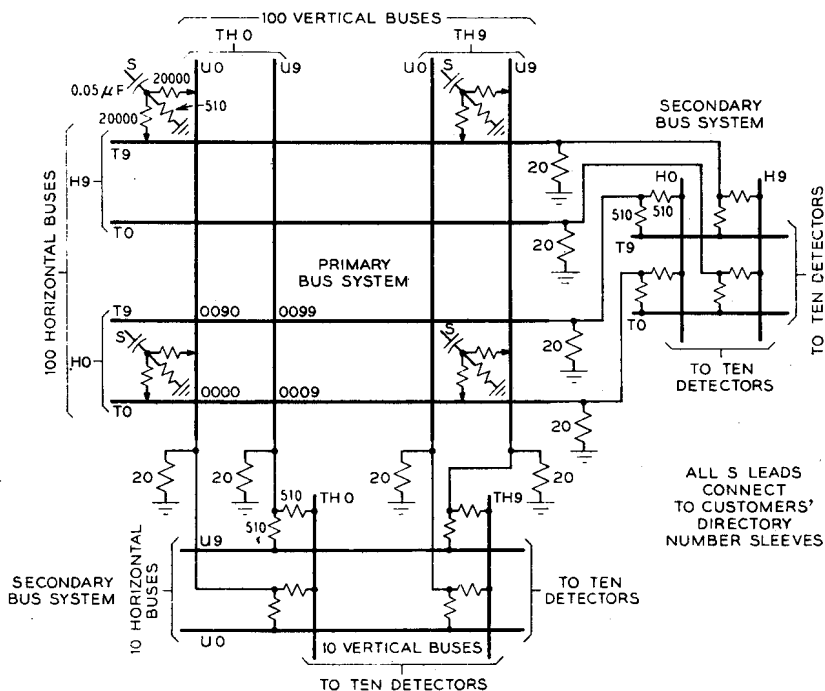 100 VERTICAL BUSES
TH 0
TH 9
U0
U9
U0
U9
S
20000
0.05 μF
510
20000
S
SECONDARY
BUS SYSTEM
T9
H9
20
H0
H9
510
510
T0
20
T9
100 HORIZONTAL BUSES
PRIMARY
BUS SYSTEM
TO TEN DETECTORS
T9
0090
0099
T0
S
S
20
H0
TO TEN
DETECTORS
0000
0009
T0
20
20
20
20
20
ALL S LEADS
CONNECT
TO CUSTOMERS'
DIRECTORY
NUMBER SLEEVES
510
TH 0
TH9
510
U9
SECONDARY
BUS SYSTEM
10 HORIZONTAL
BUSES
TO TEN
DETECTORS
U0
10 VERTICAL BUSES
TO TEN DETECTORS